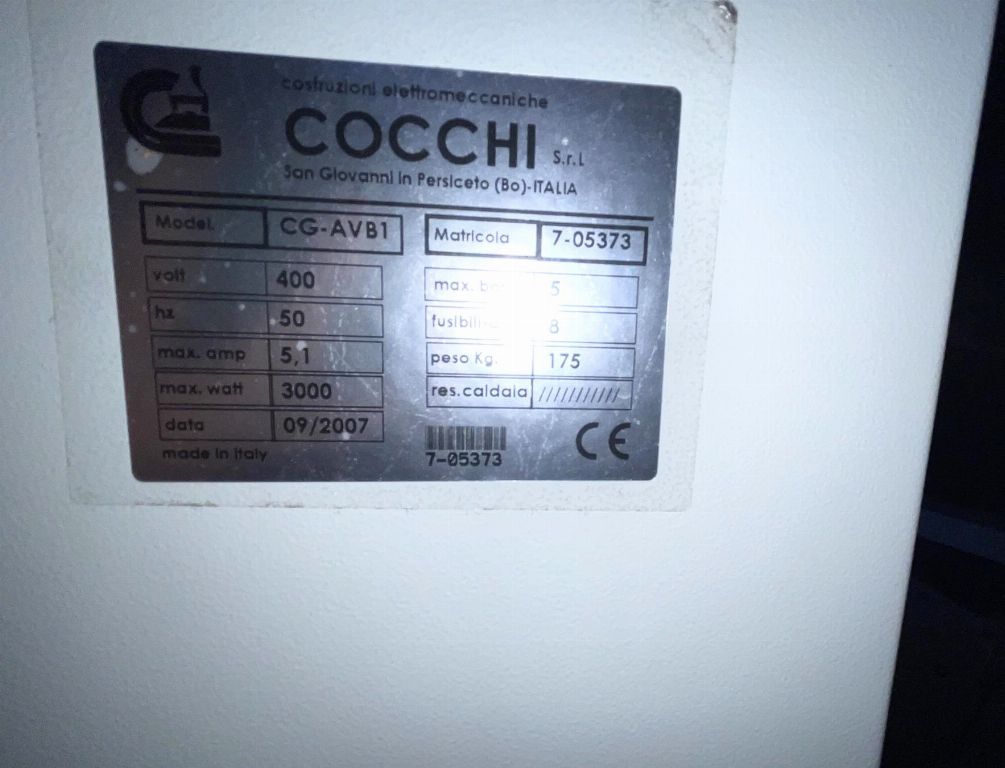 costruzioni elettromeccaniche
COCCHI S.r.L
San Giovanni in Persiceto (Bo)-ITALIA
Model. CG-AVB1
Matricola 7-05373
volt 400
max. 5
hz 50
8
max. amp 5,1
peso Kg. 175
max. watt 3000
res.caldaia ///////////
data 09/2007
made in italy
7-05373
CE